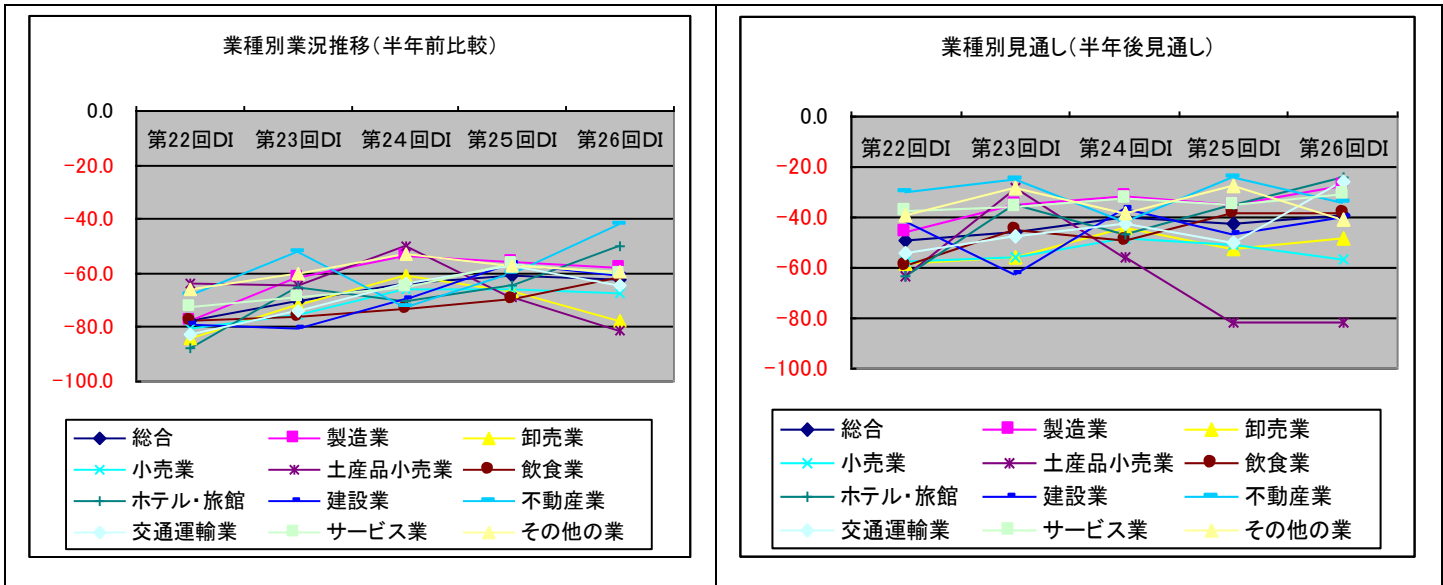 業種別業況推移(半年前比較)
0.0
第22回DI 第23回DI 第24回DI 第25回DI 第26回DI
-20.0
-40.0
-60.0
-80.0
-100.0
総合 製造業 卸売業
小売業 土産品小売業 飲食業
ホテル・旅館 建設業 不動産業
交通運輸業 サービス業 その他の業
業種別見通し(半年後見通し)
0.0
第22回DI 第23回DI 第24回DI 第25回DI 第26回DI
-20.0
-40.0
-60.0
-80.0
-100.0
総合 製造業 卸売業
小売業 土産品小売業 飲食業
ホテル・旅館 建設業 不動産業
交通運輸業 サービス業 その他の業